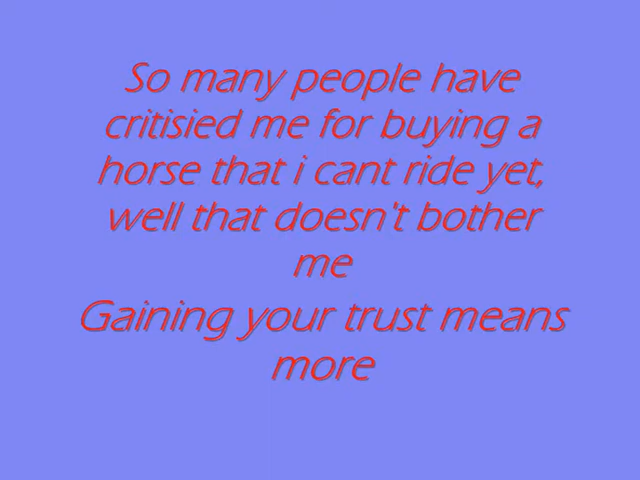 So many people have
critisied me for buying a
horse that i cant ride yet,
well that doesn't bother
me
Gaining your trust means
more